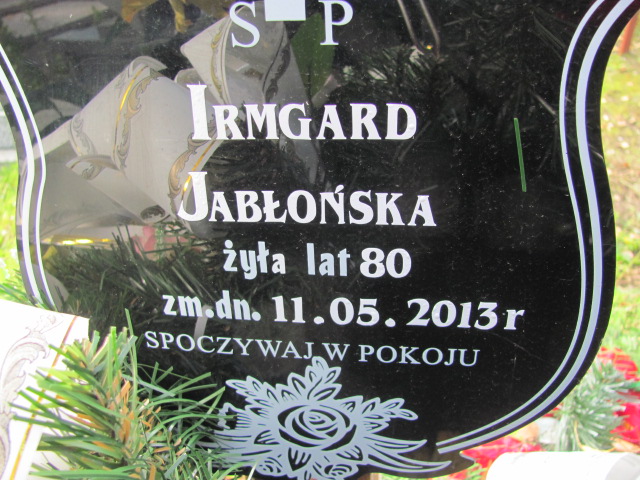 S P
IRMGARD
JABŁOŃSKA
żyła lat 80
zm.dn. 11.05. 2013 r
SPOCZYWAJ W POKOJU